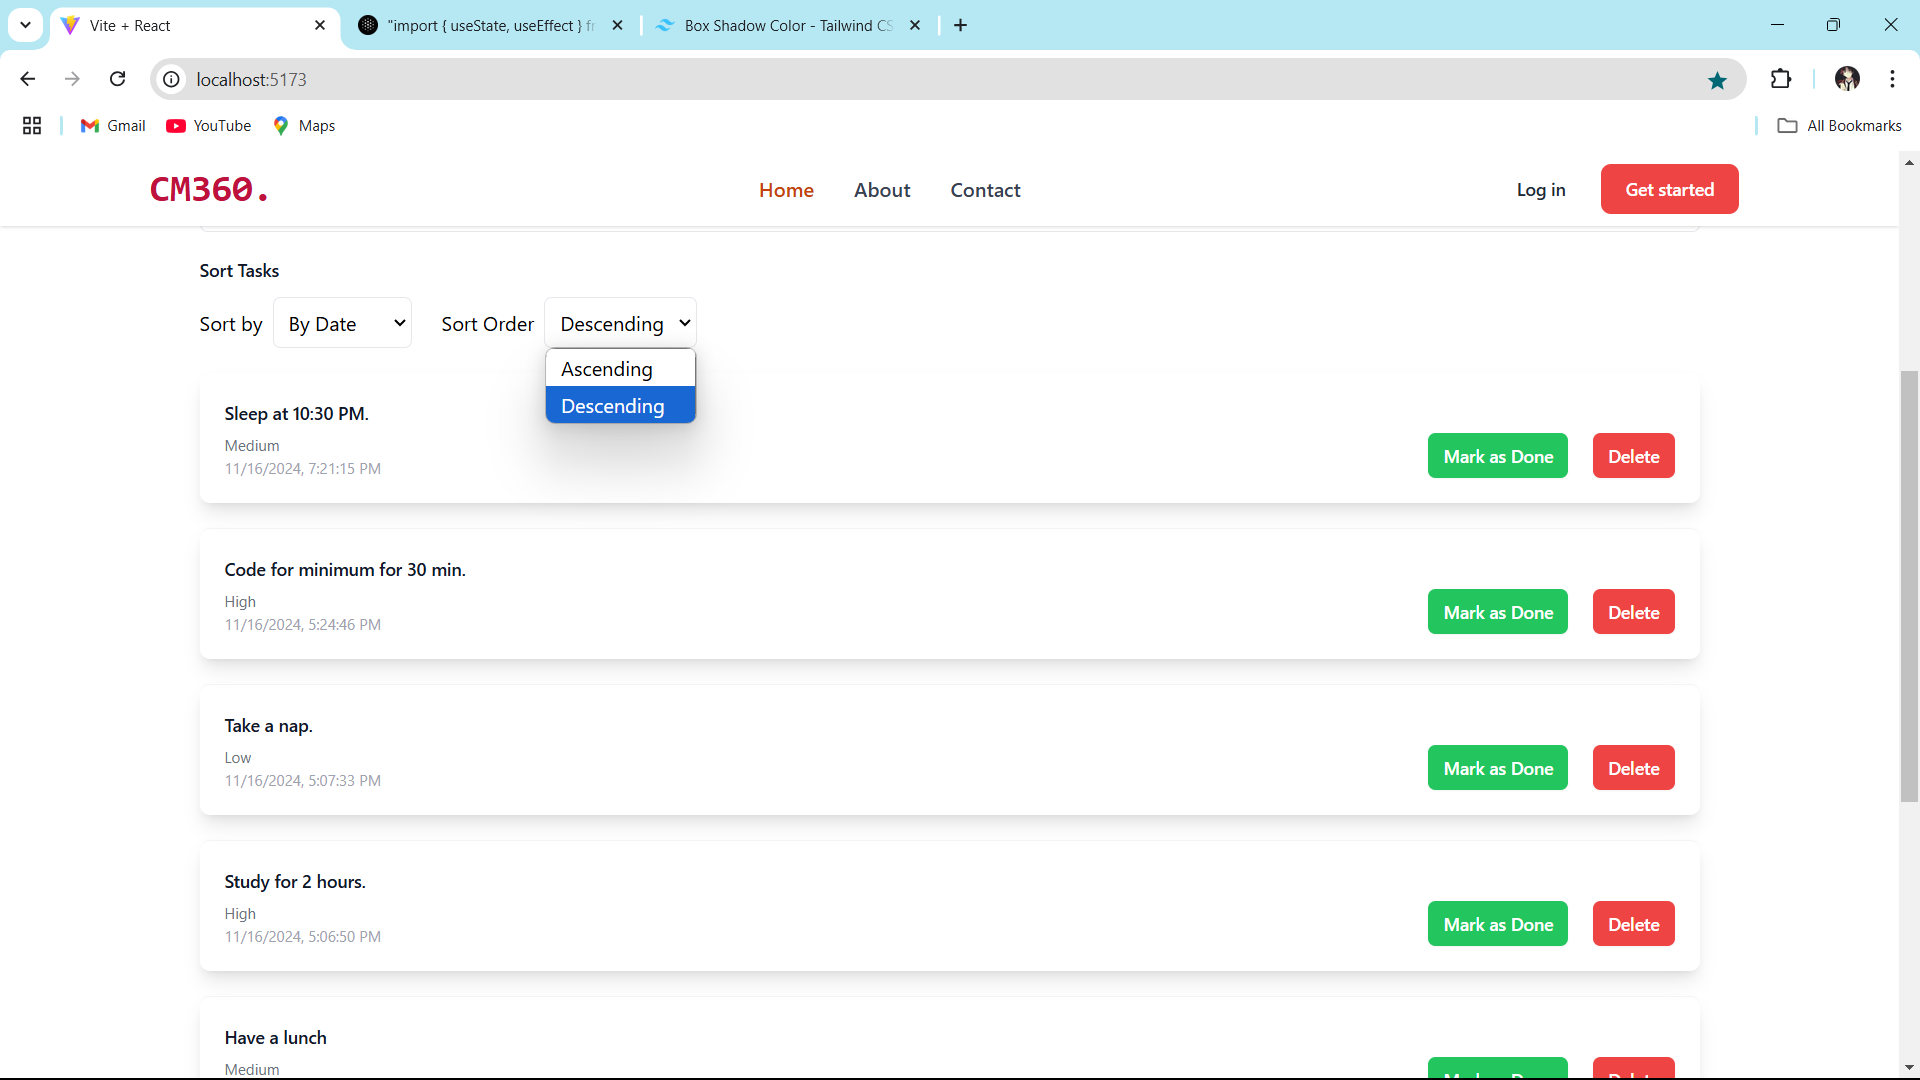 Vite + React
"import { useState, useEffect } fr
Box Shadow Color - Tailwind CS
localhost:5173
Gmail
YouTube
Maps
All Bookmarks
CM360.
Home
About
Contact
Log in
Get started
Sort Tasks
Sort by
By Date
Sort Order
Descending
Ascending
Descending
Sleep at 10:30 PM.
Medium
11/16/2024, 7:21:15 PM
Mark as Done
Delete
Code for minimum for 30 min.
High
11/16/2024, 5:24:46 PM
Mark as Done
Delete
Take a nap.
Low
11/16/2024, 5:07:33 PM
Mark as Done
Delete
Study for 2 hours.
High
11/16/2024, 5:06:50 PM
Mark as Done
Delete
Have a lunch
Medium